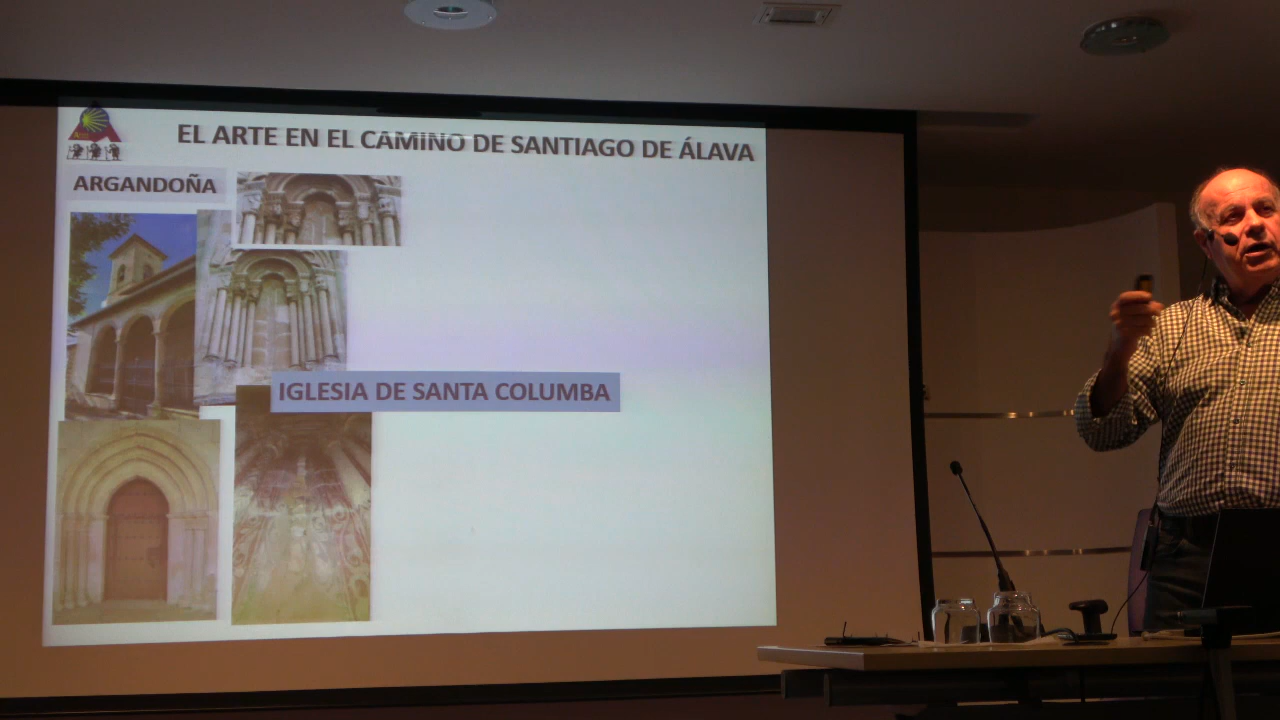 EL ARTE EN EL CAMINO DE SANTIAGO DE ÁLAVA
ARGANDOÑA
IGLESIA DE SANTA COLUMBA